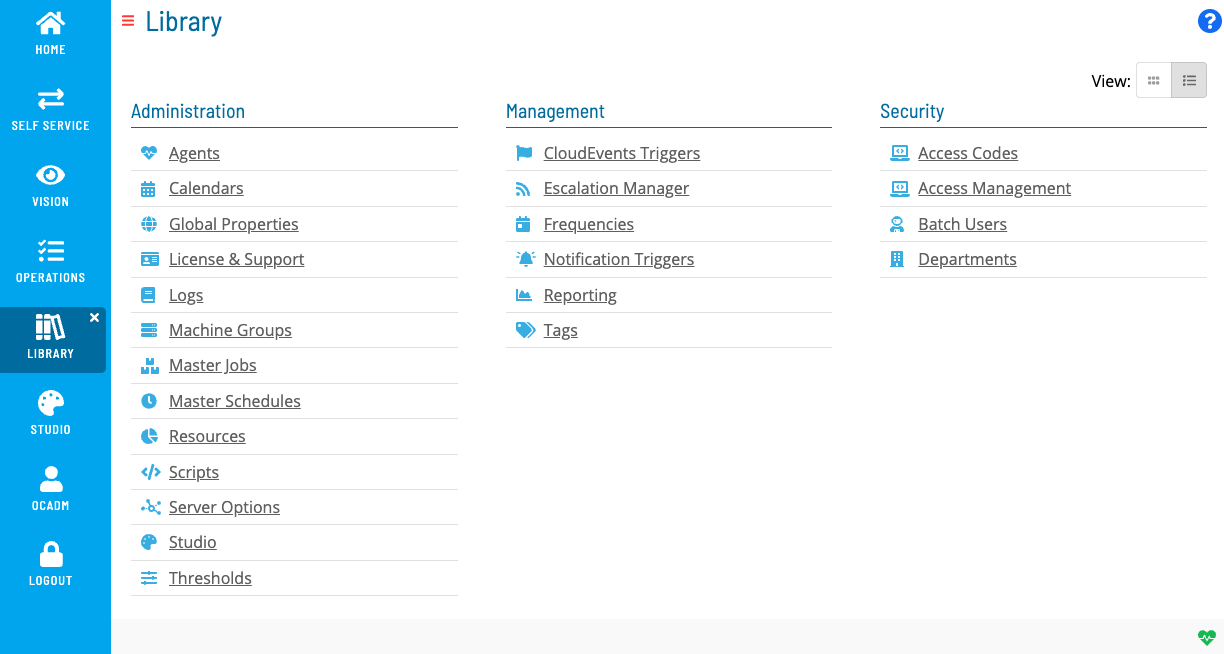 HOME
SELF SERVICE
VISION
OPERATIONS
LIBRARY
STUDIO
OCADM
LOGOUT
Library
View:
Administration
Agents
Calendars
Global Properties
License & Support
Logs
Machine Groups
Master Jobs
Master Schedules
Resources
Scripts
Server Options
Studio
Thresholds
Management
CloudEvents Triggers
Escalation Manager
Frequencies
Notification Triggers
Reporting
Tags
Security
Access Codes
Access Management
Batch Users
Departments